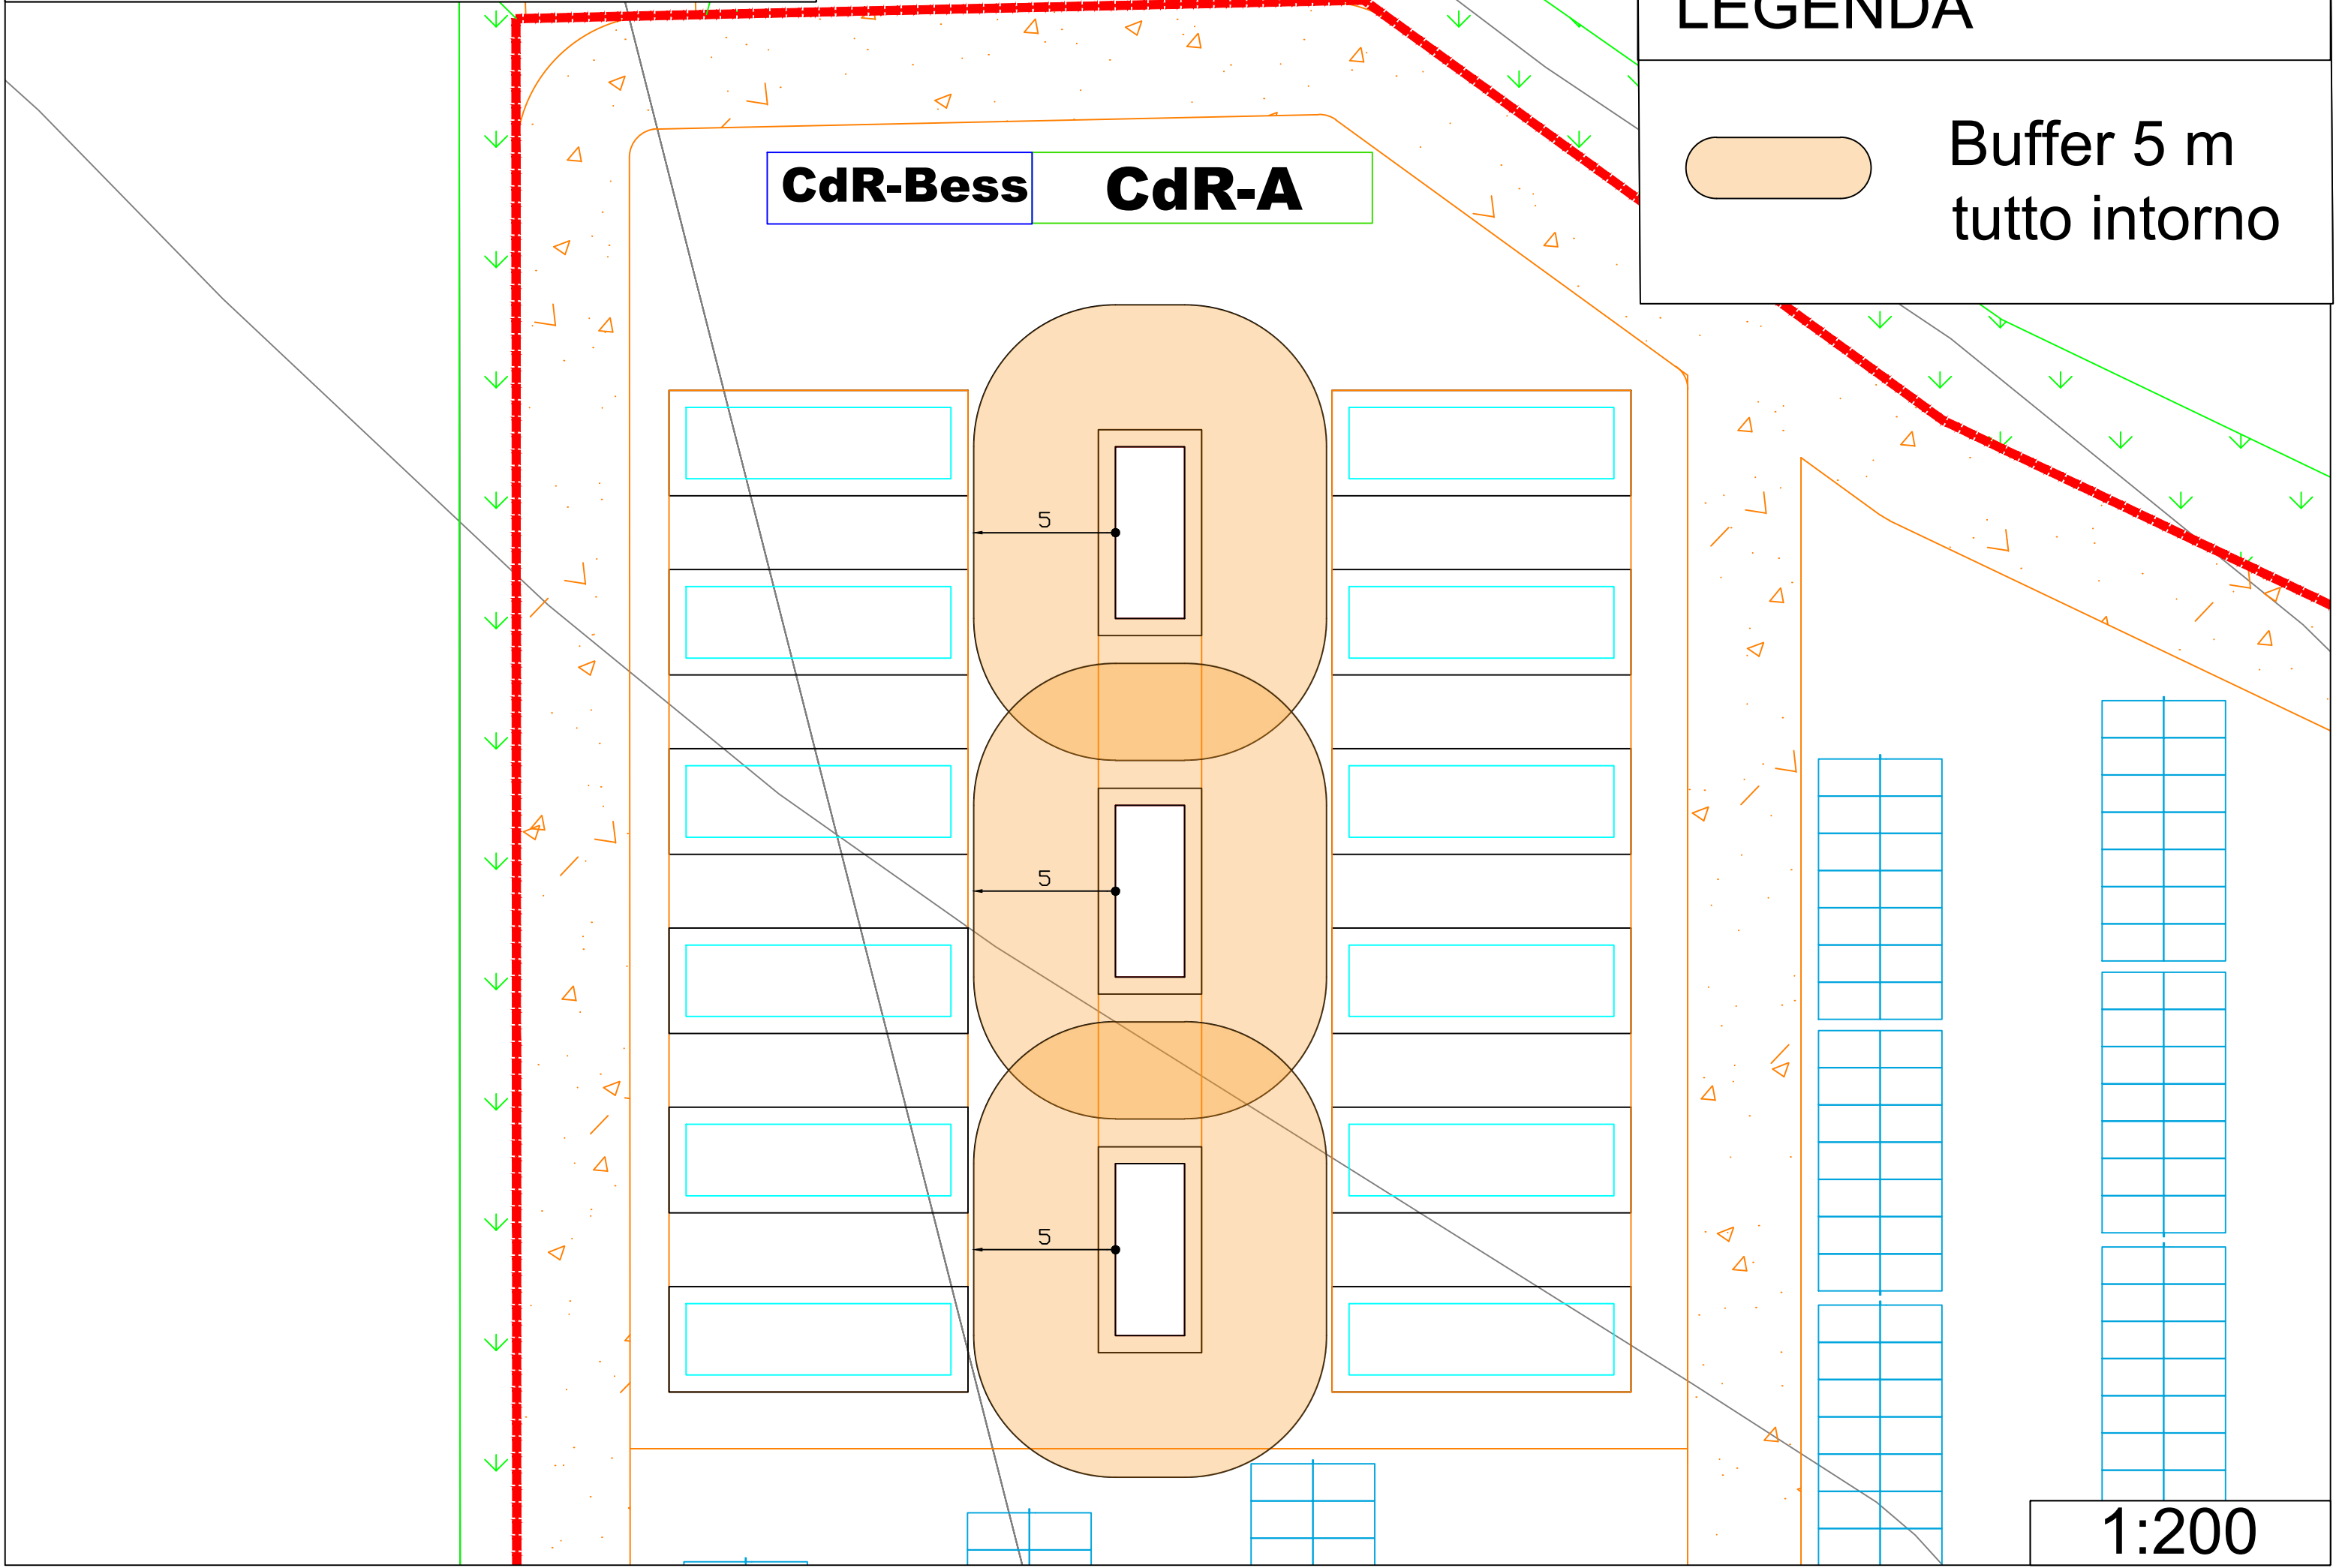 LEGENDA
Buffer 5 m
tutto intorno
CdR-Bess
CdR-A
5
5
5
1:200